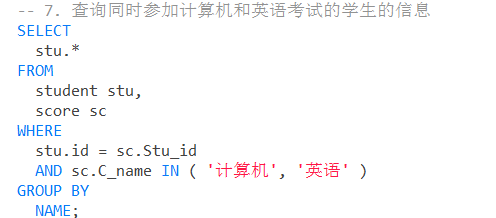 -- 7. 查询同时参加计算机和英语考试的学生的信息
SELECT
stu.*
FROM
student stu,
score sc
WHERE
stu.id = sc.Stu_id
AND sc.C_name IN ( '计算机', '英语' )
GROUP BY
NAME;